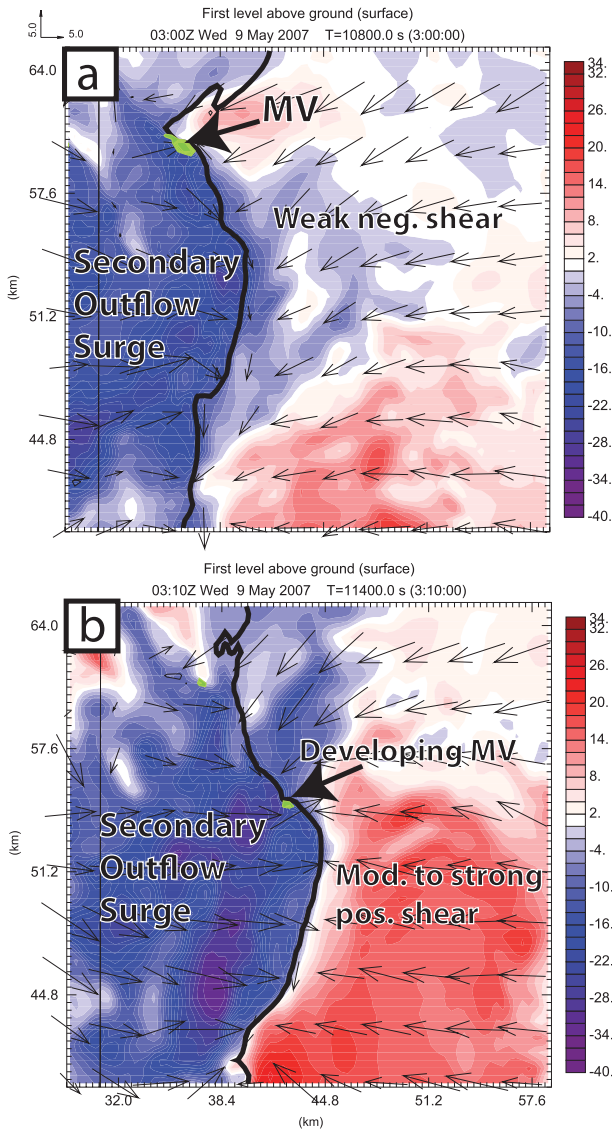 First level above ground (surface)
03:00Z Wed 9 May 2007 T=10800.0 s (3:00:00)
5.0
5.0
a
MV
Weak neg. shear
Secondary
Outflow
Surge
64.0
57.6
51.2
44.8
(km)
34.
32.
26.
20.
14.
8.
2.
-4.
-10.
-16.
-22.
-28.
-34.
-40.
First level above ground (surface)
03:10Z Wed 9 May 2007 T=11400.0 s (3:10:00)
b
Developing MV
Secondary
Outflow
Surge
Mod. to strong
pos. shear
64.0
57.6
51.2
44.8
(km)
32.0
38.4
44.8
51.2
57.6
(km)
34.
32.
26.
20.
14.
8.
2.
-4.
-10.
-16.
-22.
-28.
-34.
-40.